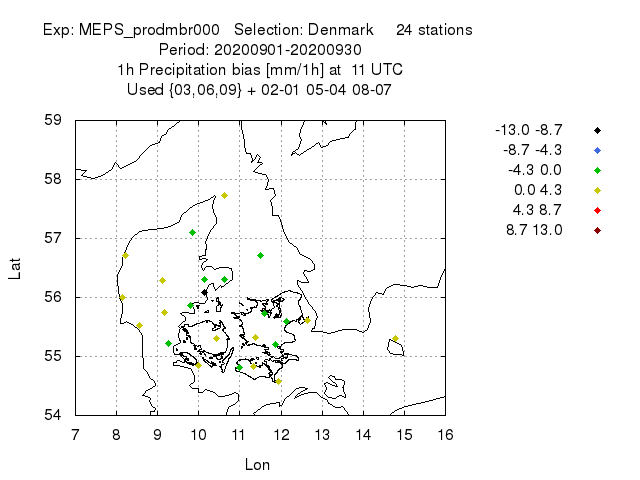 Exp: MEPS_prodmbr000   Selection: Denmark     24 stations
Period: 20200901-20200930
1h Precipitation bias [mm/1h] at  11 UTC
Used {03,06,09} + 02-01 05-04 08-07
59
58
57
56
55
54
Lat
7 8 9 10 11 12 13 14 15 16
Lon
-13.0 -8.7
-8.7 -4.3
-4.3 0.0
0.0 4.3
4.3 8.7
8.7 13.0